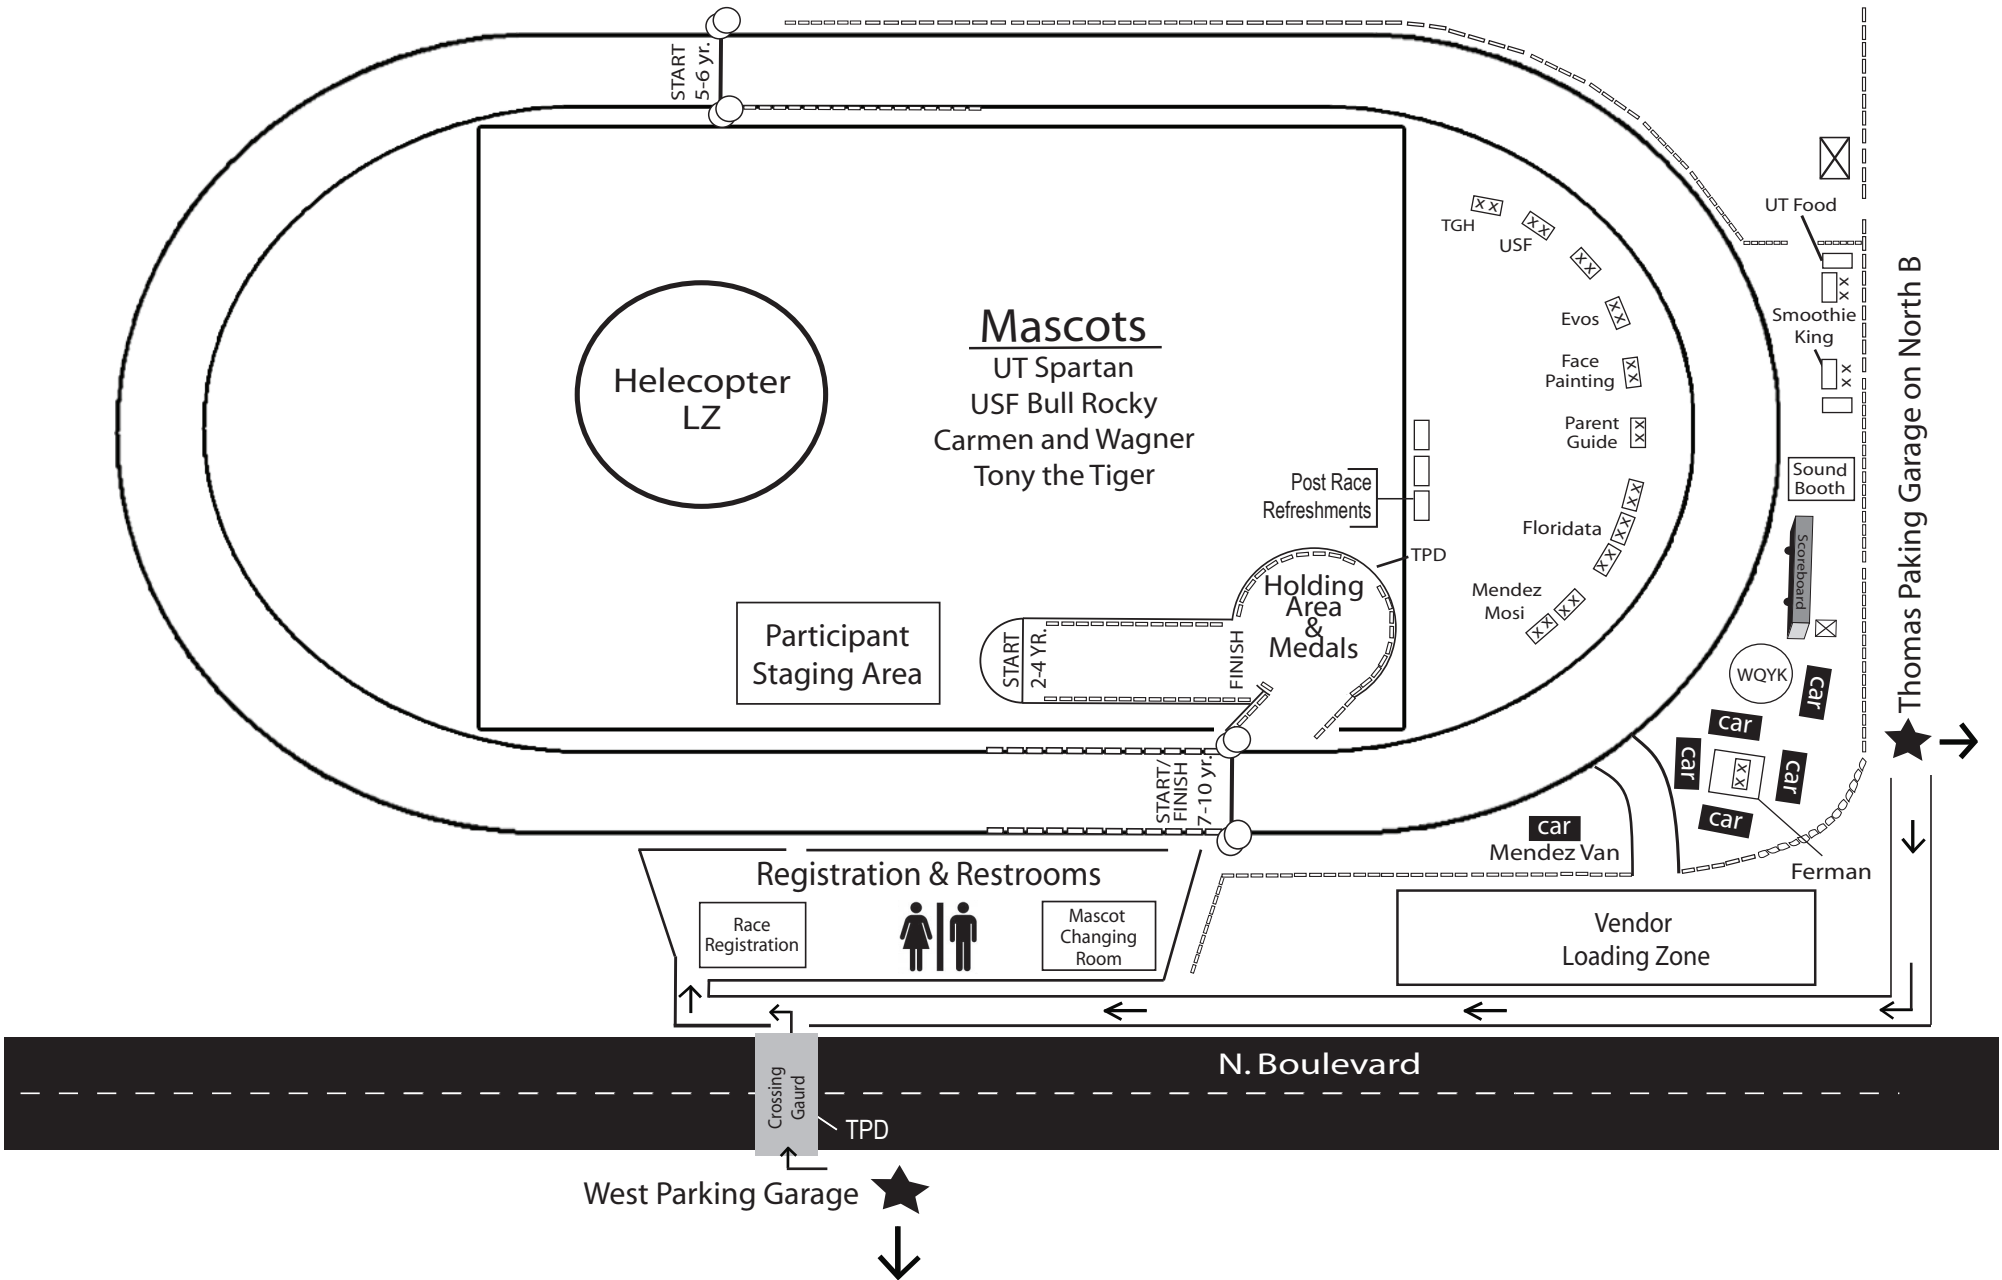 START
5-6 yr.
UT Food
TGH
USF
Smoothie
King
Evos
Face
Painting
Parent
Guide
Mascots
UT Spartan
USF Bull Rocky
Carmen and Wagner
Tony the Tiger
Helecopter
LZ
Post Race
Refreshments
Sound
Booth
Scoreboard
Floridata
TPD
Mendez
Mosi
Holding
Area
&
Medals
Participant
Staging Area
START
2-4 YR.
FINISH
WQYK
car
car
car
car
car
Ferman
Thomas Paking Garage on North B
START/
FINISH
7-10 yr.
car
Mendez Van
Registration & Restrooms
Race
Registration
Mascot
Changing
Room
Vendor
Loading Zone
N. Boulevard
Crossing
Gaurd
TPD
West Parking Garage
X X
X X
X X
X X
X X
X X
X X
X X
X X
X X
X X
X X
X X
X X